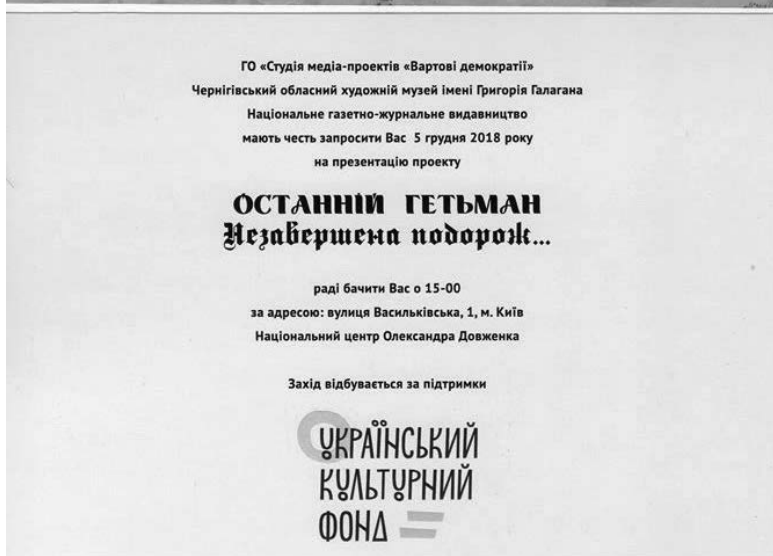 ГО «Студія медіа-проектів «Вартові демократії»
Чернігівський обласний художній музей імені Григорія Галагана
Національне газетно-журнальне видавництво
мають честь запросити Вас 5 грудня 2018 року
на презентацію проекту
ОСТАННІЙ ГЕТЬМАН
Незавершена подорож...
раді бачити Вас о 15-00
за адресою: вулиця Васильківська, 1, м. Київ
Національний центр Олександра Довженка
Захід відбувається за підтримки
УКРАЇНСЬКИЙ
КУЛЬТУРНИЙ
ФОНД